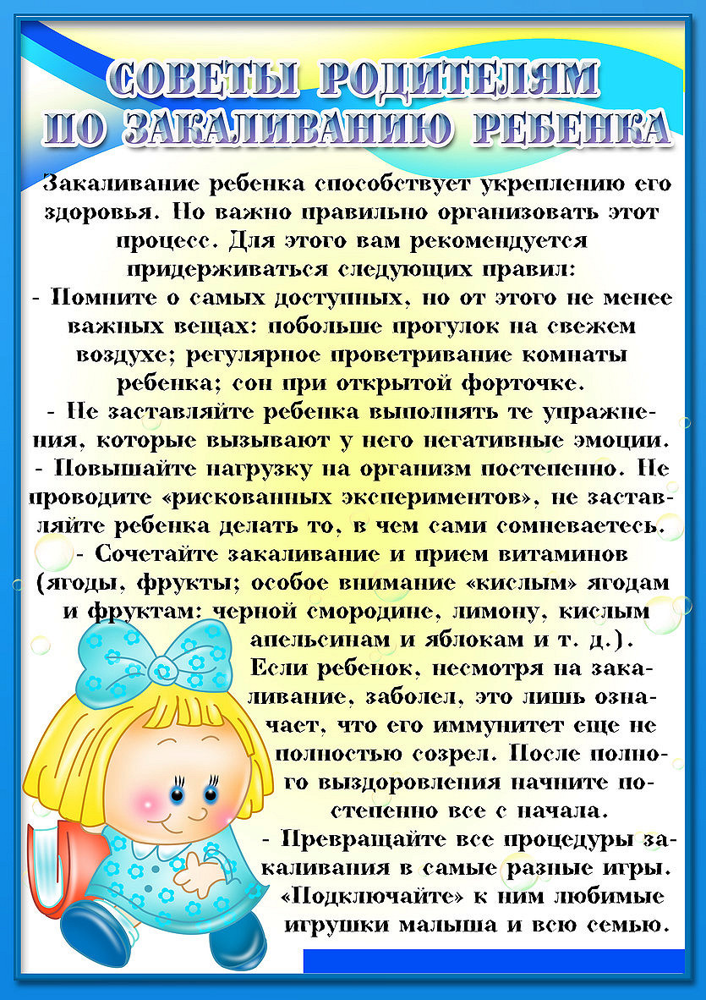 СОВЕТЫ РОДИТЕЛЯМ
ПО ЗАКАЛИВАНИЮ РЕБЕНКА
Закаливание ребенка способствует укреплению его
здоровья. Но важно правильно организовать этот
процесс. Для этого вам рекомендуется
придерживаться следующих правил:
- Помните о самых доступных, но от этого не менее
важных вещах: побольше прогулок на свежем
воздухе; регулярное проветривание комнаты
ребенка; сон при открытой форточке.
- Не заставляйте ребенка выполнять те упражне-
ния, которые вызывают у него негативные эмоции.
- Повышайте нагрузку на организм постепенно. Не
проводите «рискованных экспериментов», не застав-
ляйте ребенка делать то, в чем сами сомневаетесь.
- Сочетайте закаливание и прием витаминов
(ягоды, фрукты; особое внимание «кислым» ягодам
и фруктам: черной смородине, лимону, кислым
апельсинам и яблокам и т. д.).
Если ребенок, несмотря на зака-
ливание, заболел, это лишь озна-
чает, что его иммунитет еще не
полностью созрел. После полно-
го выздоровления начните по-
степенно все с начала.
- Превращайте все процедуры за-
каливания в самые разные игры.
«Подключайте» к ним любимые
игрушки малыша и всю семью.